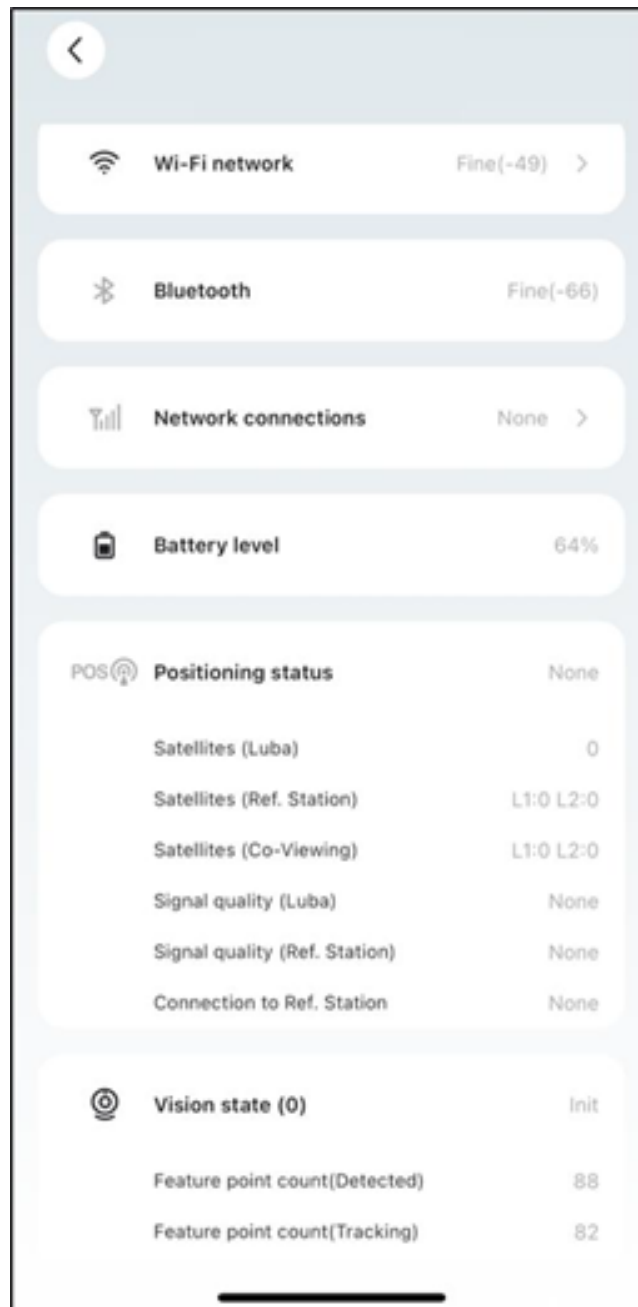 Wi-Fi network Fine(-49)
Bluetooth Fine(-66)
Network connections None
Battery level 64%
POS Positioning status None
Satellites (Luba) 0
Satellites (Ref. Station) L1:0 L2:0
Satellites (Co-Viewing) L1:0 L2:0
Signal quality (Luba) None
Signal quality (Ref. Station) None
Connection to Ref. Station None
Vision state (0) Init
Feature point count(Detected) 88
Feature point count(Tracking) 82